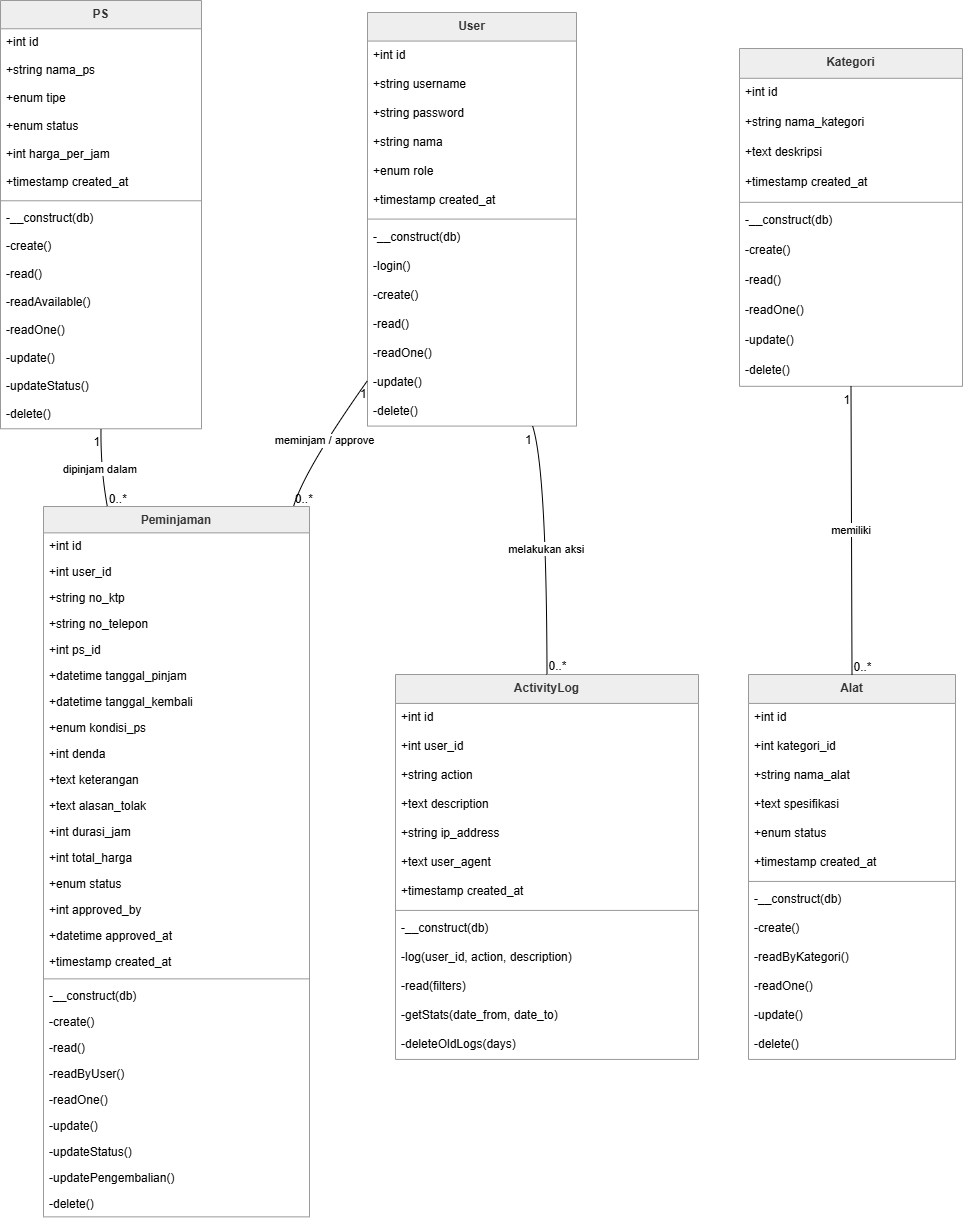 PS
+int id
+string nama_ps
+enum tipe
+enum status
+int harga_per_jam
+timestamp created_at
-__construct(db)
-create()
-read()
-readAvailable()
-readOne()
-update()
-updateStatus()
-delete()
User
+int id
+string username
+string password
+string nama
+enum role
+timestamp created_at
-__construct(db)
-login()
-create()
-read()
-readOne()
-update()
-delete()
Kategori
+int id
+string nama_kategori
+text deskripsi
+timestamp created_at
-__construct(db)
-create()
-read()
-readOne()
-update()
-delete()
1
dipinjam dalam
0..*
1
meminjam / approve
0..*
1
melakukan aksi
0..*
1
memiliki
0..*
Peminjaman
+int id
+int user_id
+string no_ktp
+string no_telepon
+int ps_id
+datetime tanggal_pinjam
+datetime tanggal_kembali
+enum kondisi_ps
+int denda
+text keterangan
+text alasan_tolak
+int durasi_jam
+int total_harga
+enum status
+int approved_by
+datetime approved_at
+timestamp created_at
-__construct(db)
-create()
-read()
-readByUser()
-readOne()
-update()
-updateStatus()
-updatePengembalian()
-delete()
ActivityLog
+int id
+int user_id
+string action
+text description
+string ip_address
+text user_agent
+timestamp created_at
-__construct(db)
-log(user_id, action, description)
-read(filters)
-getStats(date_from, date_to)
-deleteOldLogs(days)
Alat
+int id
+int kategori_id
+string nama_alat
+text spesifikasi
+enum status
+timestamp created_at
-__construct(db)
-create()
-readByKategori()
-readOne()
-update()
-delete()